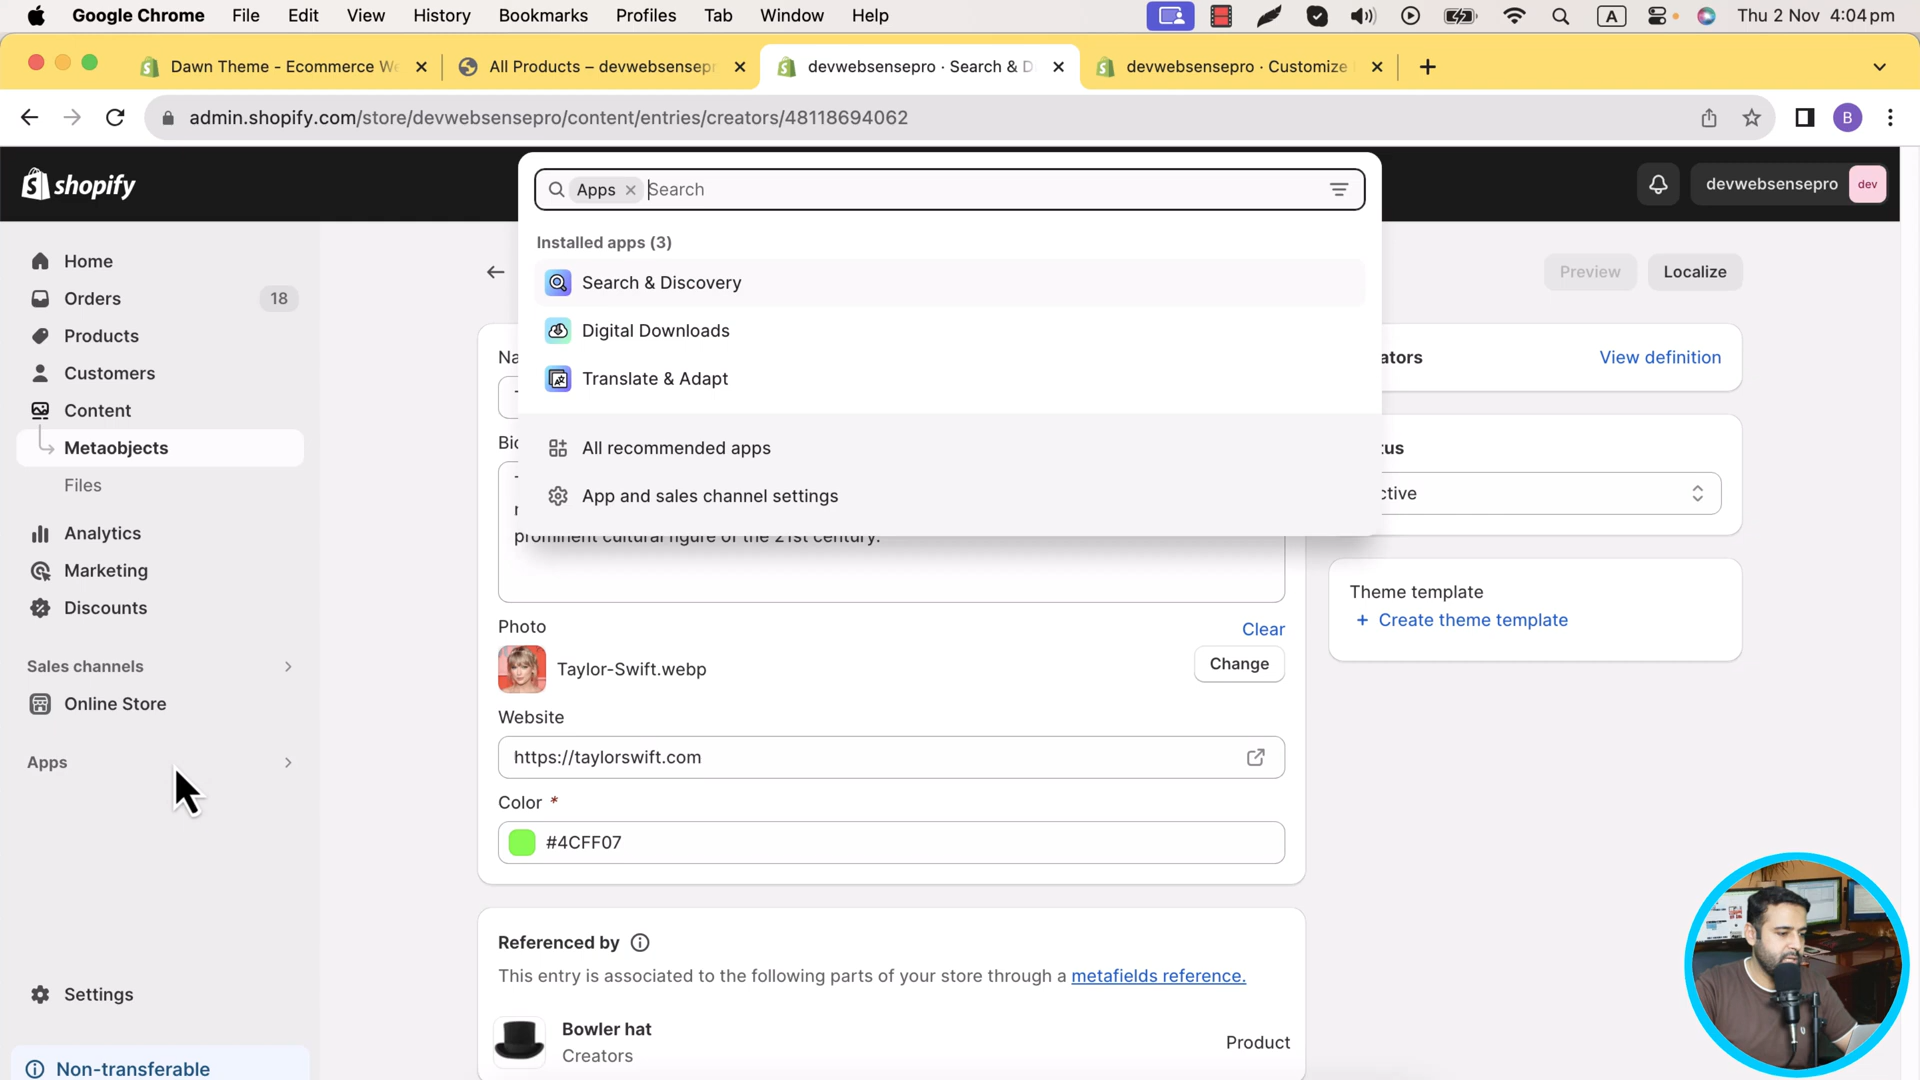 Google Chrome File Edit View History Bookmarks Profiles Tab Window Help A Thu 2 Nov 4:04 pm
Dawn Theme - Ecommerce We
All Products – devwebsensepr
devwebsensepro · Search & D
devwebsensepro · Customize
admin.shopify.com/store/devwebsensepro/content/entries/creators/48118694062
B
shopify
Apps
Search
devwebsensepro
dev
Home
Orders 18
Products
Customers
Content
Metaobjects
Files
Analytics
Marketing
Discounts
Sales channels
Online Store
Apps
Settings
Non-transferable
Installed apps (3)
Search & Discovery
Digital Downloads
Translate & Adapt
All recommended apps
App and sales channel settings
Preview
Localize
Na
Bio
prominent cultural figure of the 21st century.
Photo
Clear
Taylor-Swift.webp
Change
Website
https://taylorswift.com
Color *
#4CFF07
Referenced by
This entry is associated to the following parts of your store through a metafields reference.
Bowler hat
Creators
Product
ators
View definition
tus
ctive
Theme template
+ Create theme template